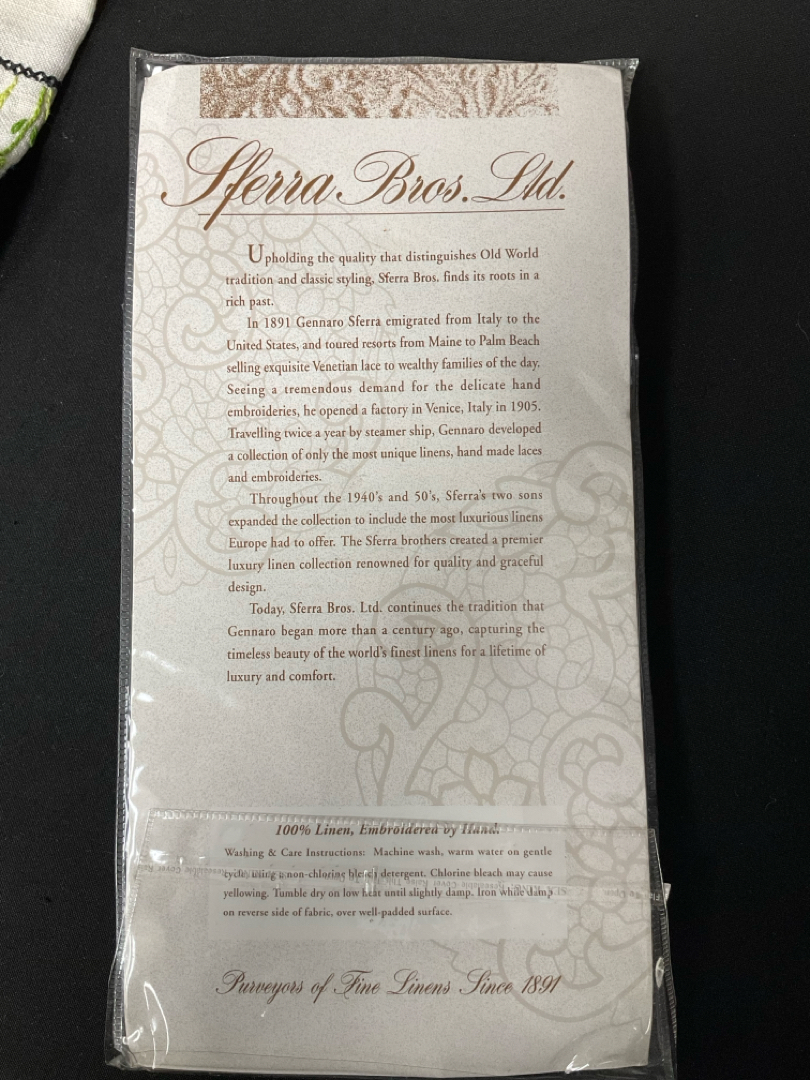 Sferra Bros. Ltd.
Upholding the quality that distinguishes Old World
tradition and classic styling, Sferra Bros. finds its roots in a
rich past.
In 1891 Gennaro Sferra emigrated from Italy to the
United States, and toured resorts from Maine to Palm Beach
selling exquisite Venetian lace to wealthy families of the day.
Seeing a tremendous demand for the delicate hand
embroideries, he opened a factory in Venice, Italy in 1905.
Travelling twice a year by steamer ship, Gennaro developed
a collection of only the most unique linens, hand made laces
and embroideries.
Throughout the 1940's and 50's, Sferra's two sons
expanded the collection to include the most luxurious linens
Europe had to offer. The Sferra brothers created a premier
luxury linen collection renowned for quality and graceful
design.
Today, Sferra Bros. Ltd. continues the tradition that
Gennaro began more than a century ago, capturing the
timeless beauty of the world's finest linens for a lifetime of
luxury and comfort.
100% Linen, Embroidered by Hand.
Washing & Care Instructions: Machine wash, warm water on gentle
cycle using a non-chlorine bleach detergent. Chlorine bleach may cause
yellowing. Tumble dry on low heat until slightly damp. Iron while damp
on reverse side of fabric, over well-padded surface.
Purveyors of Fine Linens Since 1891